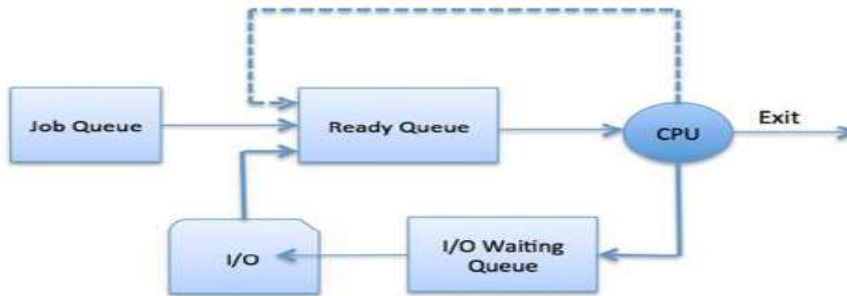 Job Queue
Ready Queue
CPU
Exit
I/O
I/O Waiting
Queue